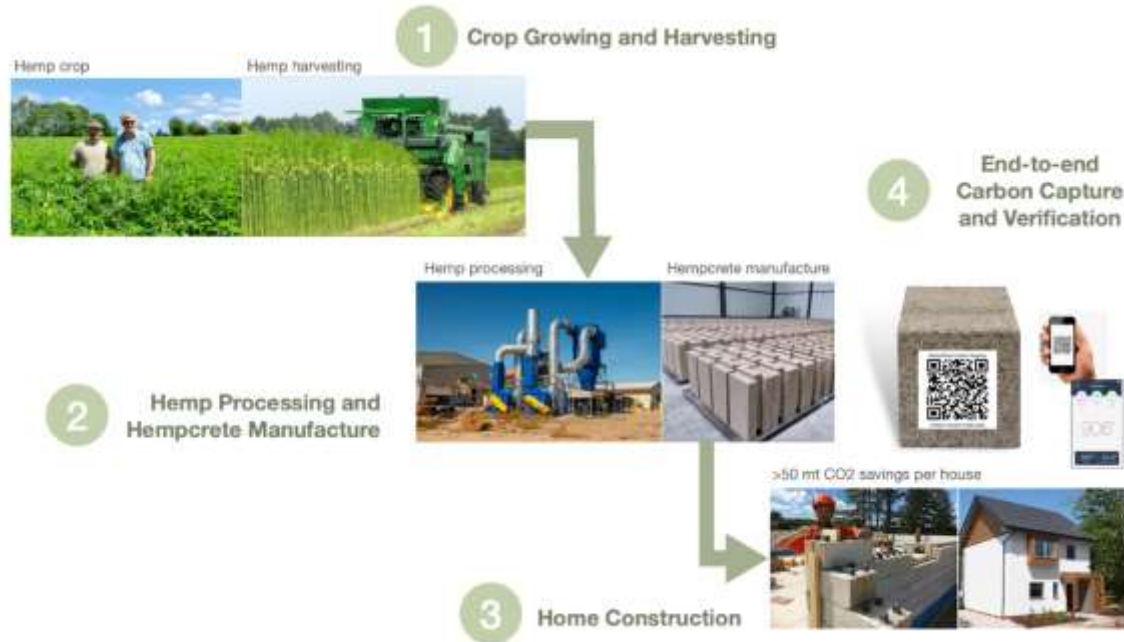 1
Crop Growing and Harvesting
Hemp crop
Hemp harvesting
4
End-to-end
Carbon Capture
and Verification
Hemp processing
Hempcrete manufacture
2
Hemp Processing and
Hempcrete Manufacture
>50 mt CO2 savings per house
3
Home Construction